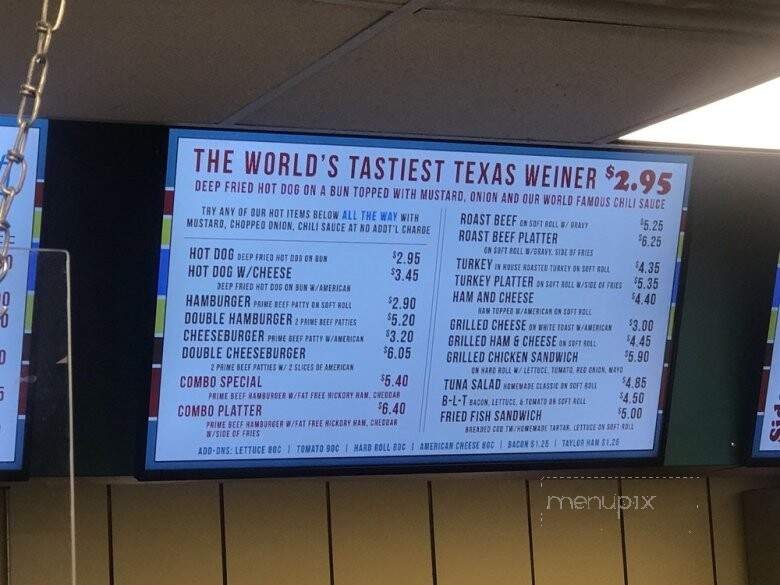 THE WORLD'S TASTIEST TEXAS WEINER $2.95
DEEP FRIED HOT DOG ON A BUN TOPPED WITH MUSTARD, ONION AND OUR WORLD FAMOUS CHILI SAUCE
TRY ANY OF OUR HOT ITEMS BELOW ALL THE WAY WITH
MUSTARD, CHOPPED ONION, CHILI SAUCE AT NO ADDT'L CHARGE
HOT DOG DEEP FRIED HOT DOG ON BUN $2.95
HOT DOG W/CHEESE $3.45
DEEP FRIED HOT DOG ON BUN W/AMERICAN
HAMBURGER PRIME BEEF PATTY ON SOFT ROLL $2.90
DOUBLE HAMBURGER 2 PRIME BEEF PATTIES $5.20
CHEESEBURGER PRIME BEEF PATTY W/AMERICAN $3.20
DOUBLE CHEESEBURGER $6.05
2 PRIME BEEF PATTIES W/ 2 SLICES OF AMERICAN
COMBO SPECIAL $5.40
PRIME BEEF HAMBURGER W/FAT FREE HICKORY HAM, CHEDDAR
COMBO PLATTER $6.40
PRIME BEEF HAMBURGER W/FAT FREE HICKORY HAM, CHEDDAR
W/SIDE OF FRIES
ROAST BEEF ON SOFT ROLL W/ GRAVY $5.25
ROAST BEEF PLATTER $6.25
ON SOFT ROLL W/GRAVY, SIDE OF FRIES
TURKEY IN HOUSE ROASTED TURKEY ON SOFT ROLL $4.35
TURKEY PLATTER ON SOFT ROLL W/SIDE OF FRIES $5.35
HAM AND CHEESE $4.40
HAM TOPPED W/AMERICAN ON SOFT ROLL
GRILLED CHEESE ON WHITE TOAST W/AMERICAN $3.00
GRILLED HAM & CHEESE ON SOFT ROLL $4.45
GRILLED CHICKEN SANDWICH $5.90
ON HARD ROLL W/ LETTUCE, TOMATO, RED ONION, MAYO
TUNA SALAD HOMEMADE CLASSIC ON SOFT ROLL $4.85
B-L-T BACON, LETTUCE, & TOMATO ON SOFT ROLL $4.50
FRIED FISH SANDWICH $5.00
BREADED COD TW/HOMEMADE TARTAR, LETTUCE ON SOFT ROLL
ADD-ONS: LETTUCE 80C | TOMATO 90C | HARD ROLL 80C | AMERICAN CHEESE 80C | BACON $1.25 | TAYLOR HAM $1.25
menupix